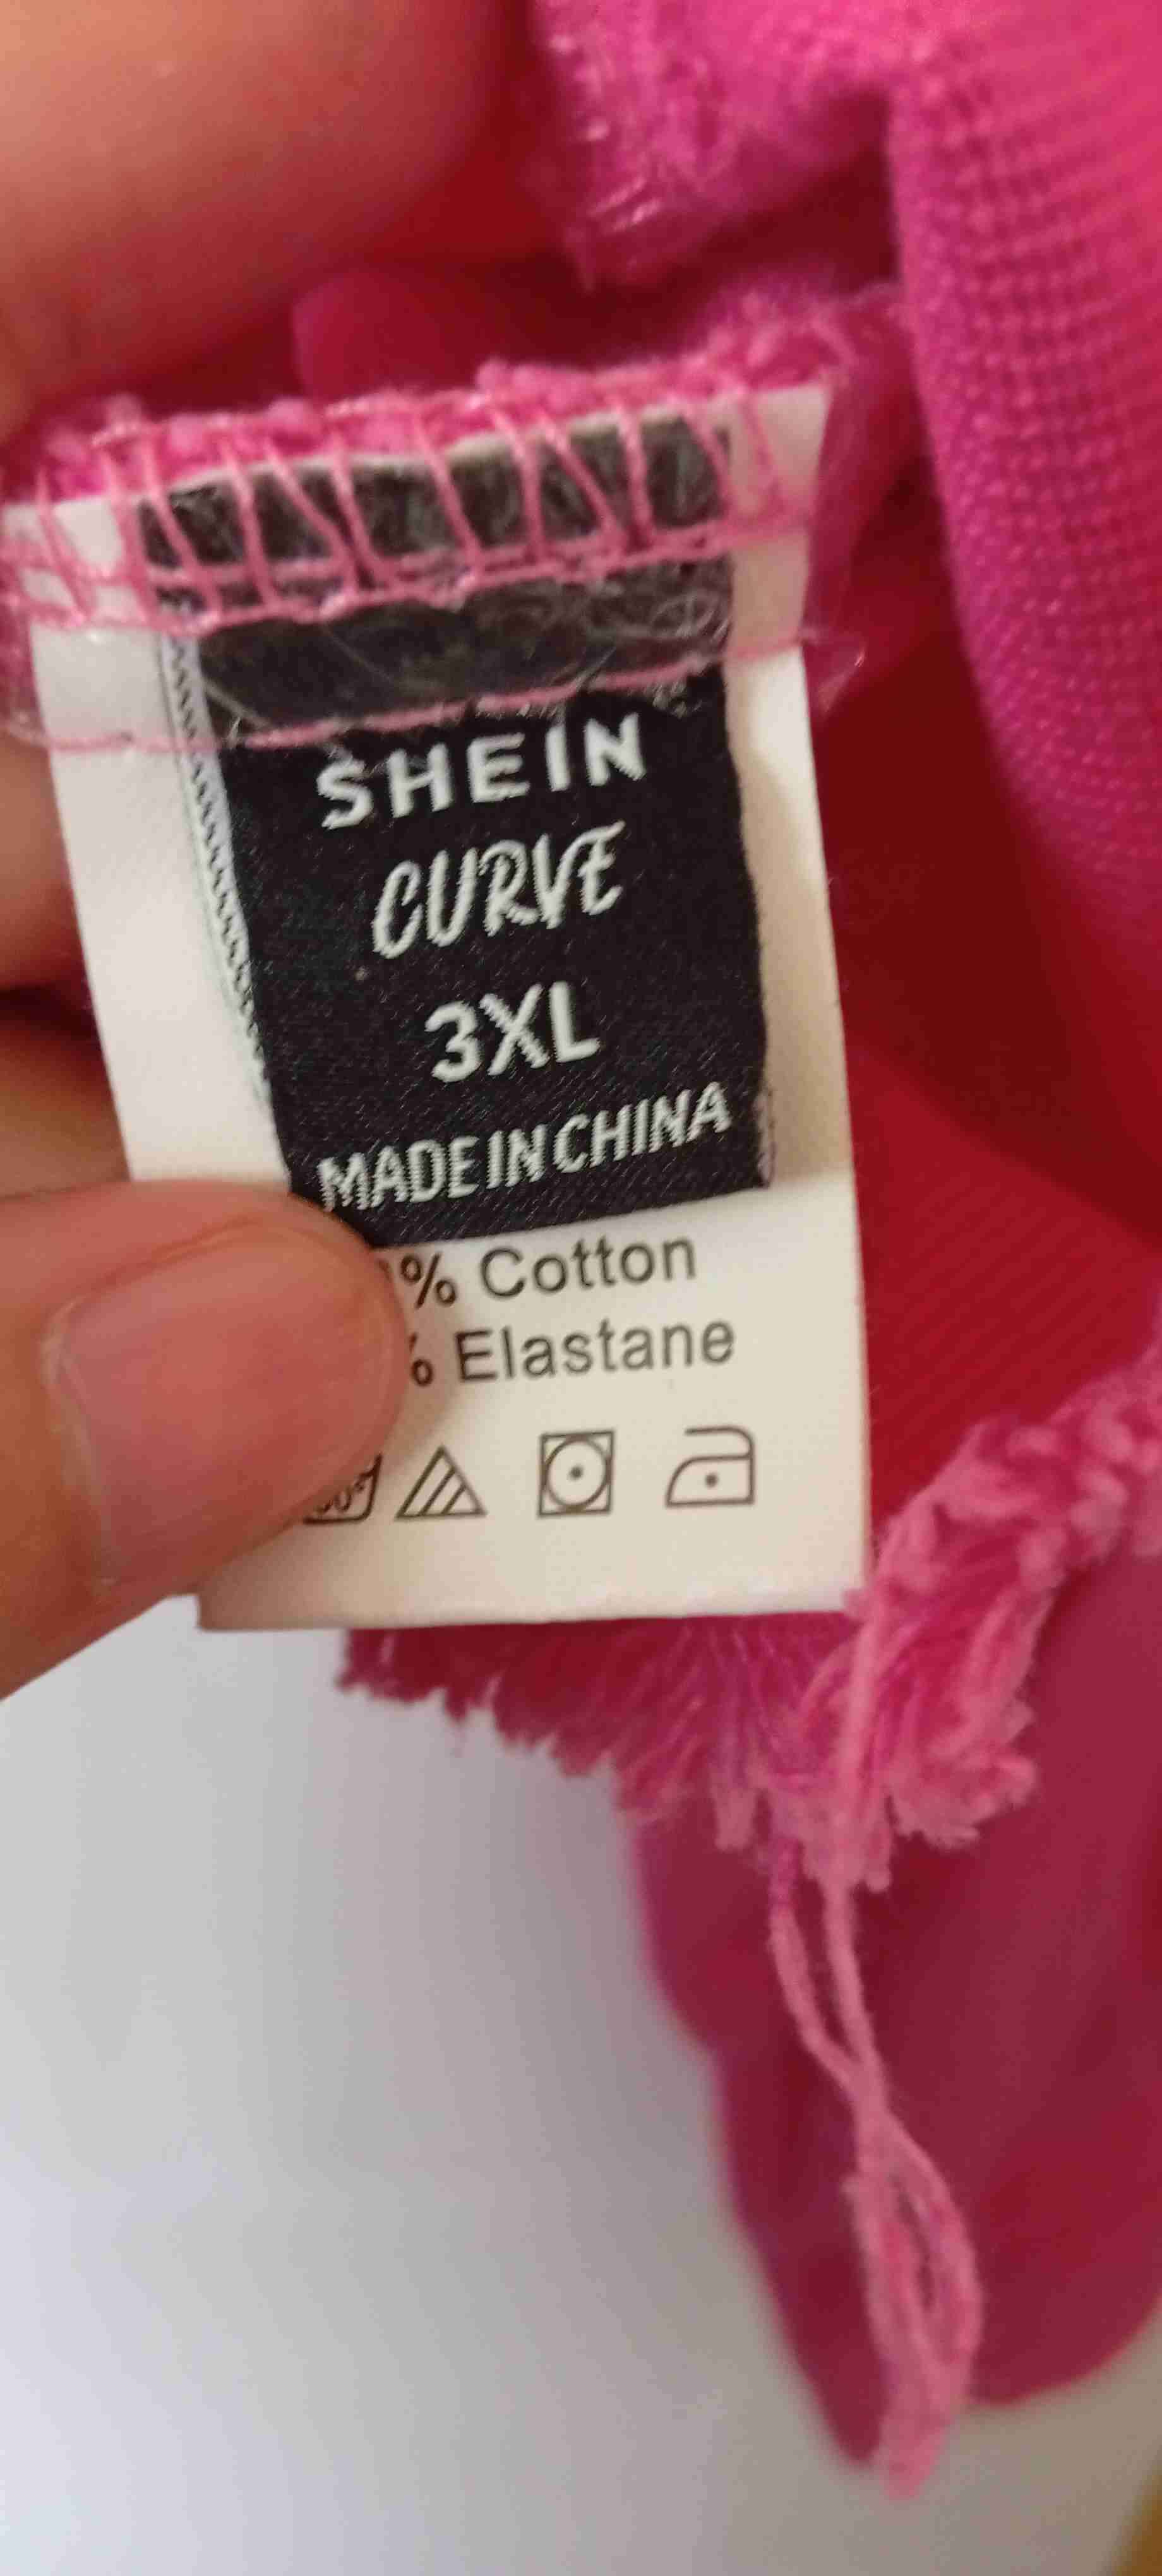 SHEIN
CURVE
3XL
MADE IN CHINA
% Cotton
% Elastane